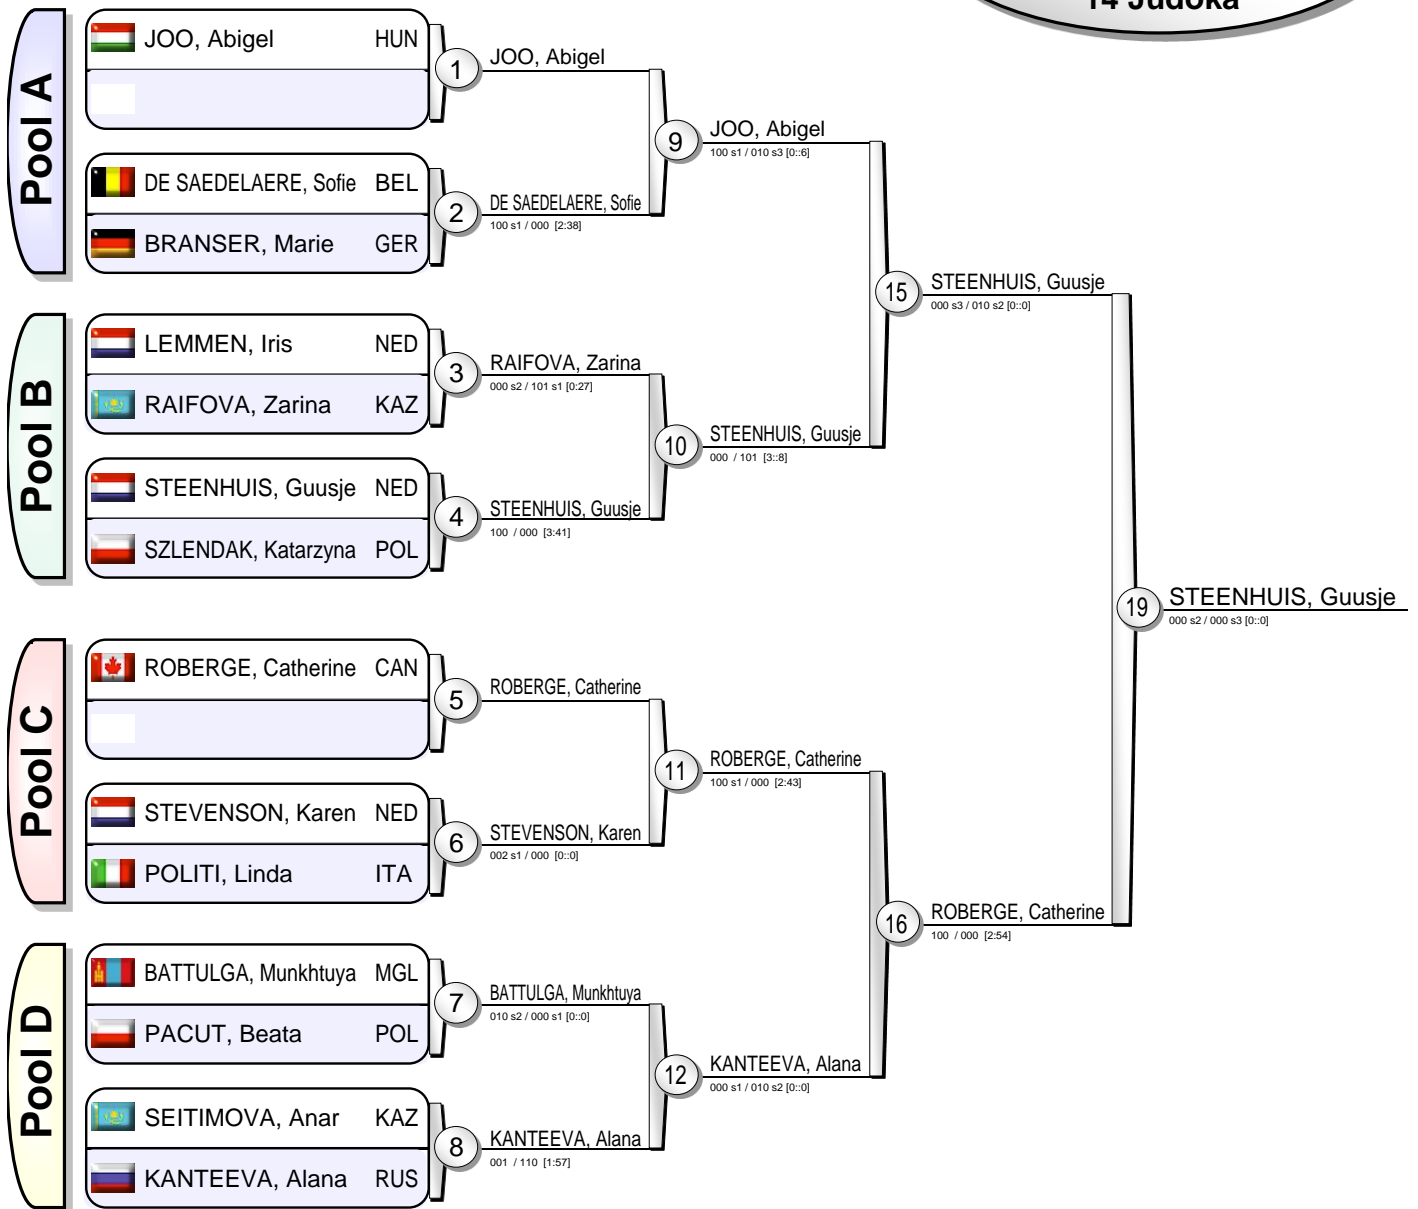 14 Judoka
Pool A
JOO, Abigel HUN
1
JOO, Abigel
DE SAEDELAERE, Sofie BEL
BRANSER, Marie GER
2
DE SAEDELAERE, Sofie
100 s1 / 000 [2:38]
9
JOO, Abigel
100 s1 / 010 s3 [0::6]
Pool B
LEMMEN, Iris NED
RAIFOVA, Zarina KAZ
3
RAIFOVA, Zarina
000 s2 / 101 s1 [0:27]
STEENHUIS, Guusje NED
SZLENDAK, Katarzyna POL
4
STEENHUIS, Guusje
100 / 000 [3:41]
10
STEENHUIS, Guusje
000 / 101 [3::8]
15
STEENHUIS, Guusje
000 s3 / 010 s2 [0::0]
Pool C
ROBERGE, Catherine CAN
5
ROBERGE, Catherine
STEVENSON, Karen NED
POLITI, Linda ITA
6
STEVENSON, Karen
002 s1 / 000 [0::0]
11
ROBERGE, Catherine
100 s1 / 000 [2:43]
Pool D
BATTULGA, Munkhtuya MGL
PACUT, Beata POL
7
BATTULGA, Munkhtuya
010 s2 / 000 s1 [0::0]
SEITIMOVA, Anar KAZ
KANTEEVA, Alana RUS
8
KANTEEVA, Alana
001 / 110 [1:57]
12
KANTEEVA, Alana
000 s1 / 010 s2 [0::0]
16
ROBERGE, Catherine
100 / 000 [2:54]
19
STEENHUIS, Guusje
000 s2 / 000 s3 [0::0]